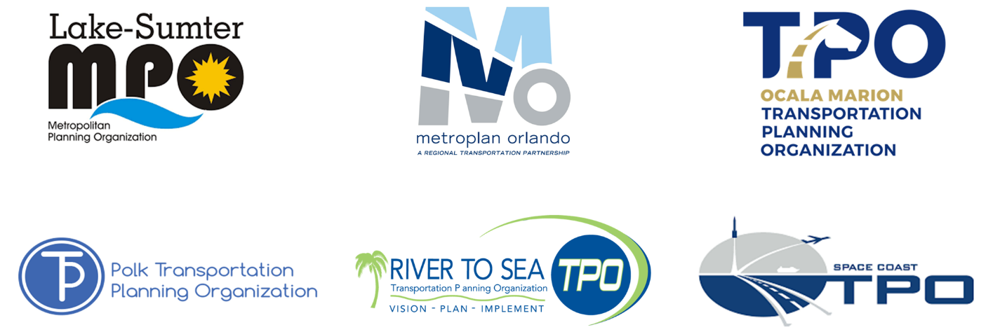 Lake-Sumter
MPO
Metropolitan
Planning Organization
MO
metroplan orlando
A REGIONAL TRANSPORTATION PARTNERSHIP
TPO
OCALA MARION
TRANSPORTATION
PLANNING
ORGANIZATION
TP
Polk Transportation
Planning Organization
RIVER TO SEA
Transportation Planning Organization
VISION - PLAN - IMPLEMENT
TPO
SPACE COAST
TPO